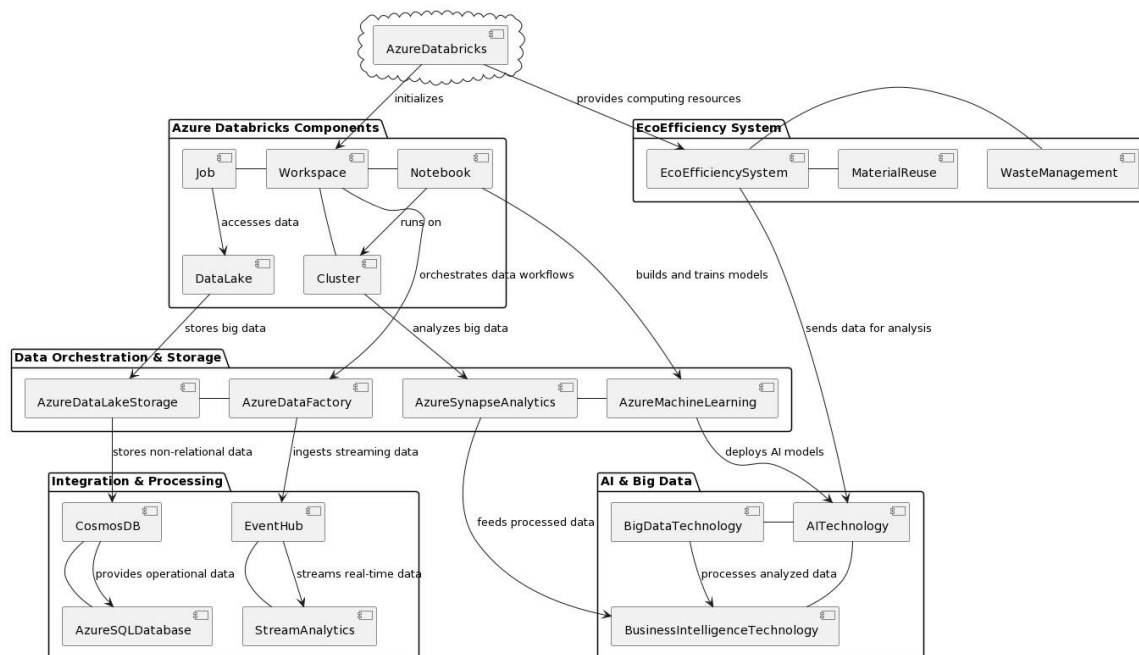 AzureDatabricks
initializes
provides computing resources
Azure Databricks Components
EcoEfficiency System
Job
Workspace
Notebook
EcoEfficiencySystem
MaterialReuse
WasteManagement
accesses data
runs on
DataLake
Cluster
orchestrates data workflows
builds and trains models
stores big data
analyzes big data
sends data for analysis
Data Orchestration & Storage
AzureDataLakeStorage
AzureDataFactory
AzureSynapseAnalytics
AzureMachineLearning
stores non-relational data
ingests streaming data
deploys AI models
Integration & Processing
AI & Big Data
CosmosDB
EventHub
feeds processed data
BigDataTechnology
AITechnology
provides operational data
streams real-time data
processes analyzed data
AzureSQLDatabase
StreamAnalytics
BusinessIntelligenceTechnology